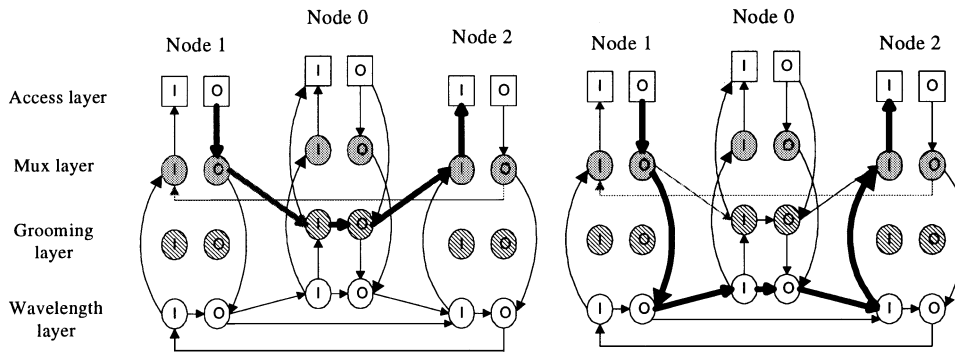 Node 0
Node 0
Node 1
Node 2
Node 1
Node 2
I
O
I
O
Access layer
I
O
I
O
I
O
I
O
I
O
I
O
Mux layer
I
O
I
O
I
O
I
O
I
O
I
O
Grooming
layer
I
O
I
O
I
O
I
O
I
O
I
O
Wavelength
layer
I
O
I
O
I
O
I
O